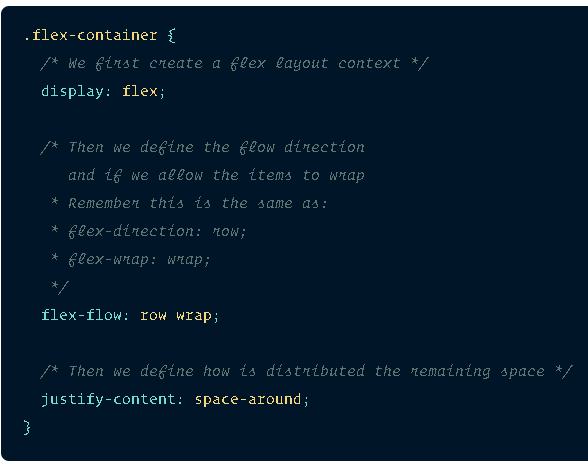 .flex-container {
  /* We first create a flex layout context */
  display: flex;

  /* Then we define the flow direction
     and if we allow the items to wrap
   * Remember this is the same as:
   * flex-direction: row;
   * flex-wrap: wrap;
   */
  flex-flow: row wrap;

  /* Then we define how is distributed the remaining space */
  justify-content: space-around;
}